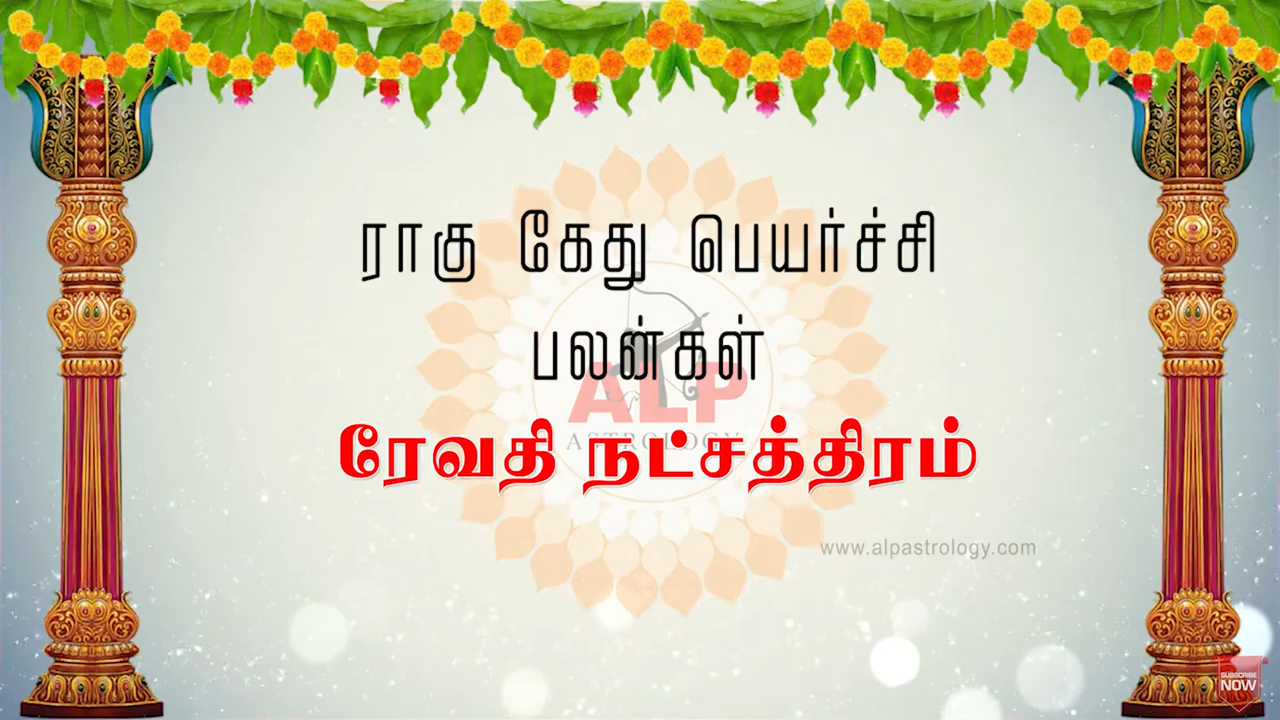 ராகு கேது பெயர்ச்சி
பலன்கள்
ALP
ASTROLOGY
ரேவதி நட்சத்திரம்
www.alpastrology.com
SUBSCRIBE
NOW